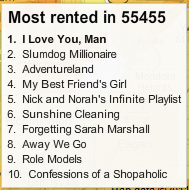 Most rented in 55455
1. I Love You, Man
2. Slumdog Millionaire
3. Adventureland
4. My Best Friend's Girl
5. Nick and Norah's Infinite Playlist
6. Sunshine Cleaning
7. Forgetting Sarah Marshall
8. Away We Go
9. Role Models
10. Confessions of a Shopaholic